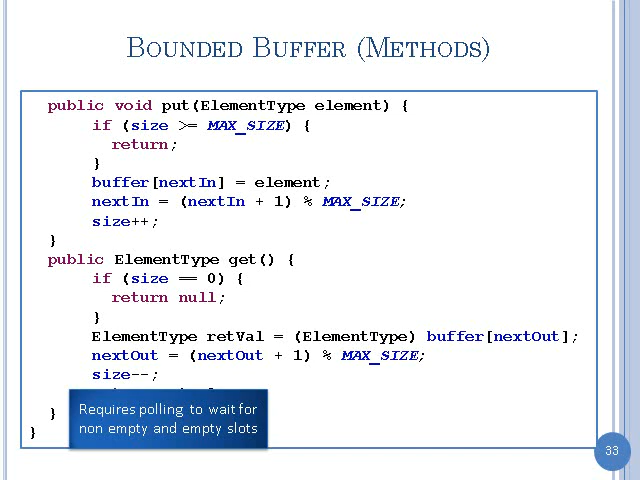 BOUNDED BUFFER (METHODS)
public void put(ElementType element) {
if (size >= MAX_SIZE) {
return;
}
buffer[nextIn] = element;
nextIn = (nextIn + 1) % MAX_SIZE;
size++;
}
public ElementType get() {
if (size == 0) {
return null;
}
ElementType retVal = (ElementType) buffer[nextOut];
nextOut = (nextOut + 1) % MAX_SIZE;
size--;
}
}
Requires polling to wait for
non empty and empty slots
33